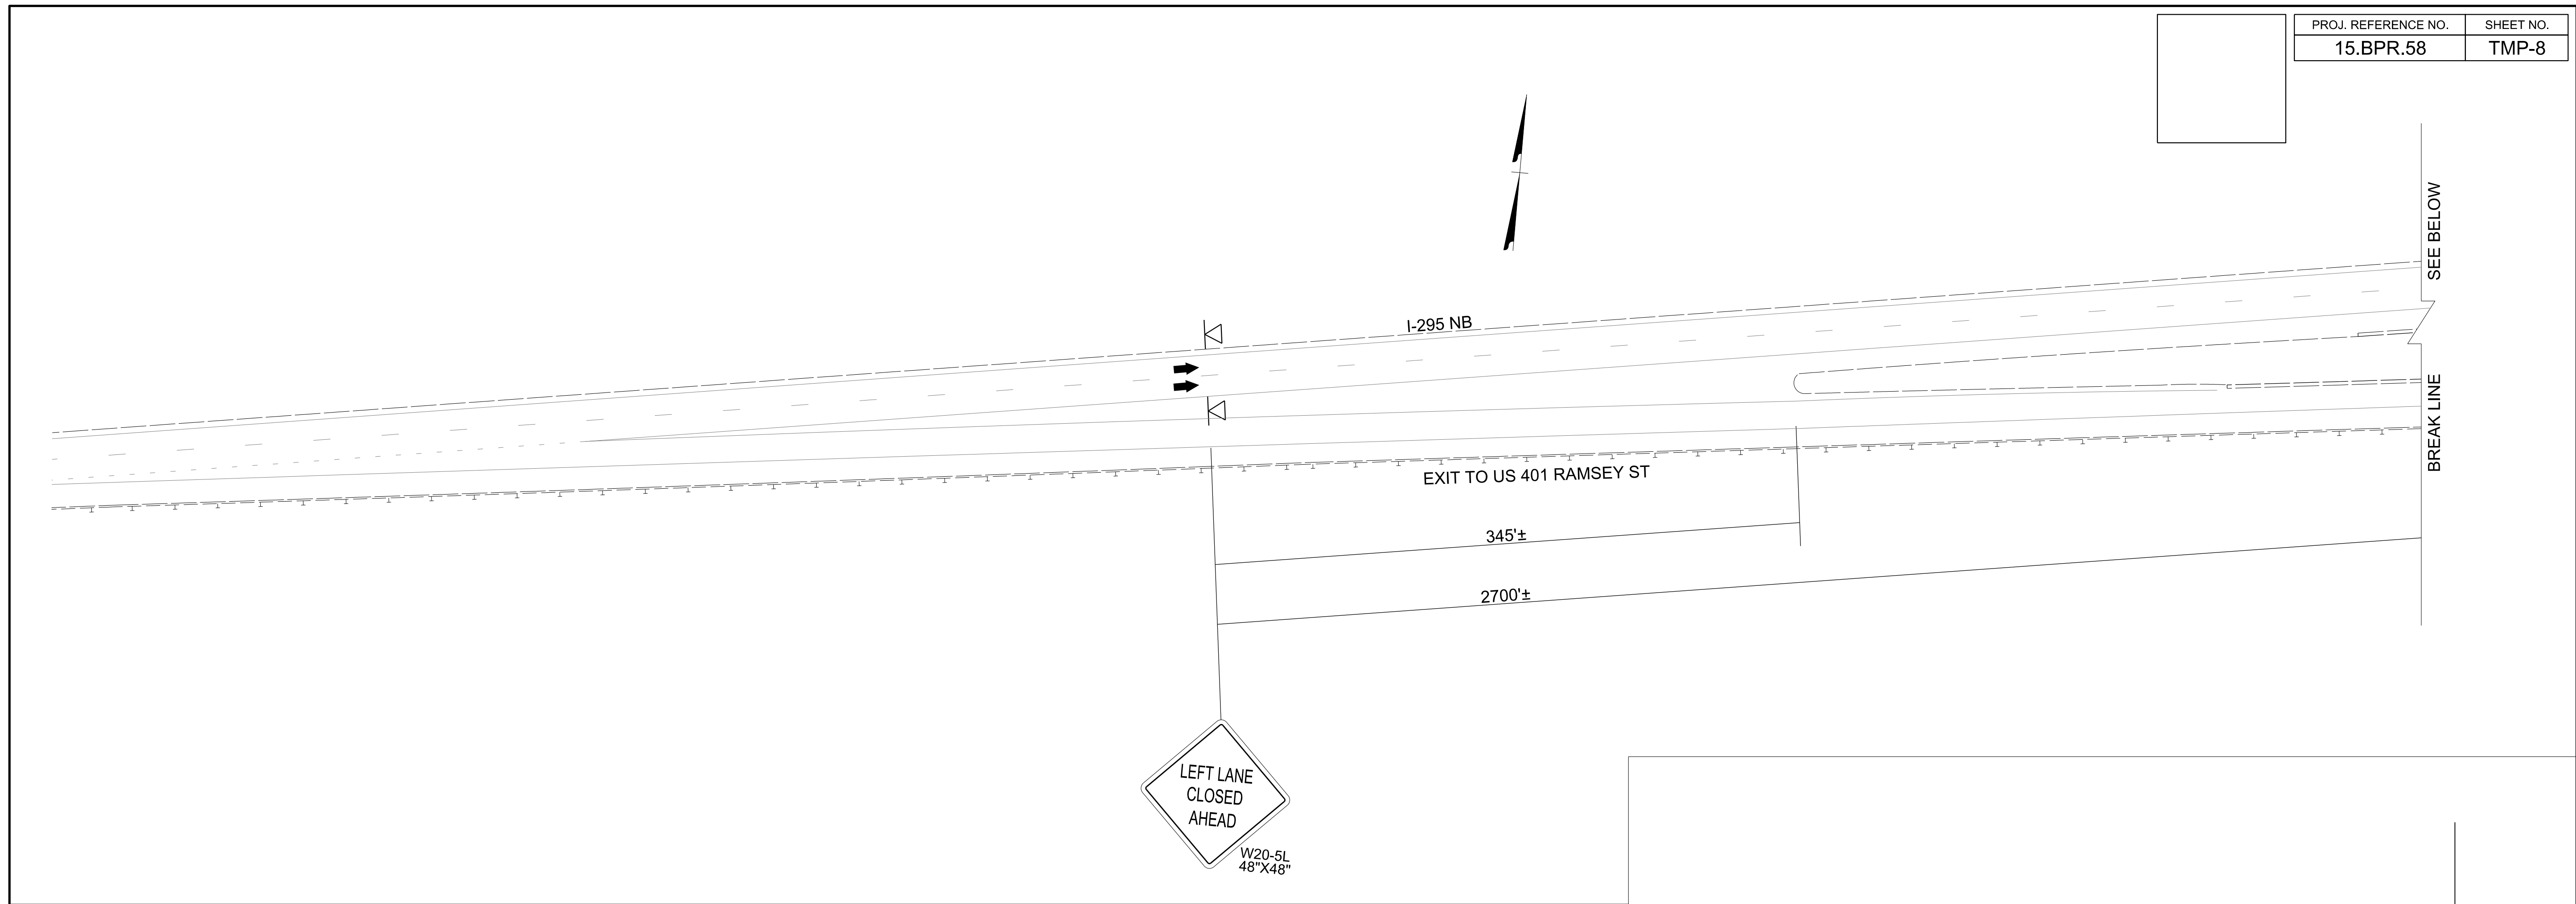 PROJ. REFERENCE NO.
SHEET NO.
15.BPR.58
TMP-8
SEE BELOW
I-295 NB
BREAK LINE
EXIT TO US 401 RAMSEY ST
345'±
2700'±
LEFT LANE
CLOSED
AHEAD
W20-5L
48"X48"